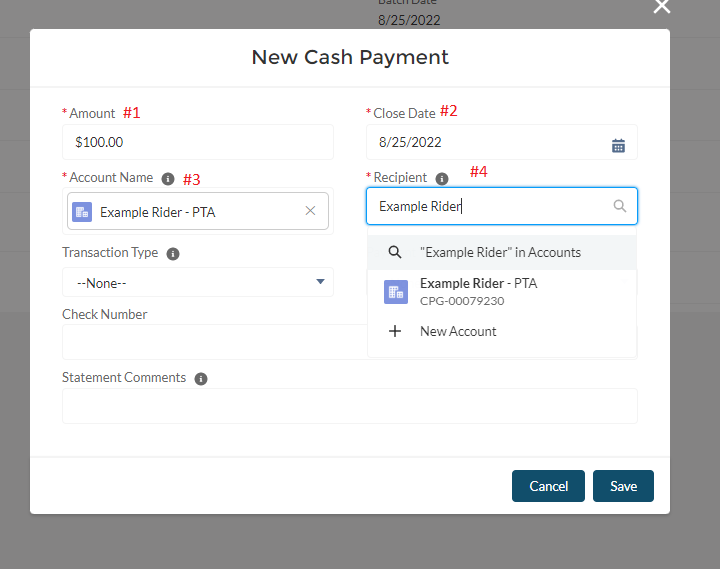 Batch Date
8/25/2022
New Cash Payment
*Amount #1
*Close Date #2
$100.00
8/25/2022
*Account Name #3
*Recipient #4
Example Rider - PTA
Example Rider
Transaction Type
"Example Rider" in Accounts
--None--
Example Rider - PTA
CPG-00079230
Check Number
New Account
Statement Comments
Cancel
Save